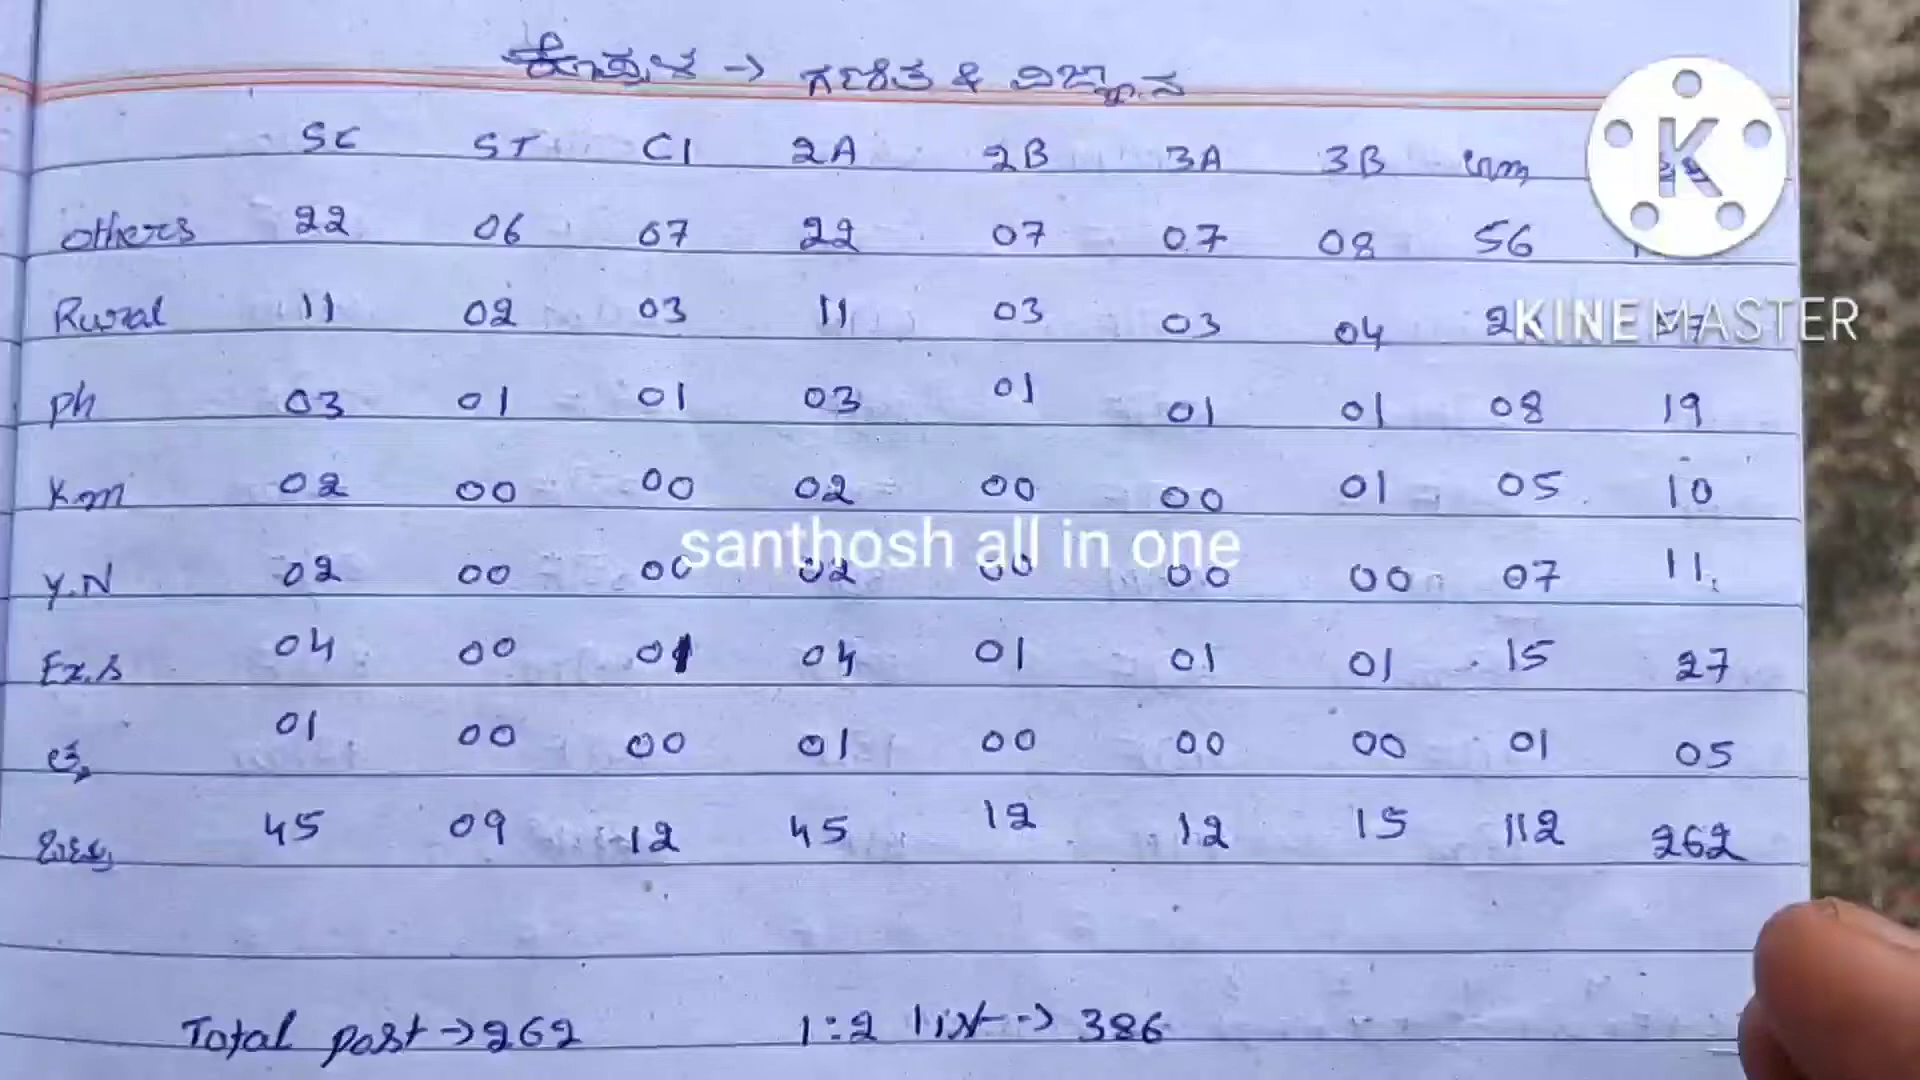 ಕೊಪ್ಪಳ -> ಗಣಿತ & ವಿಜ್ಞಾನ
SC ST C1 2A 2B 3A 3B Gm
others 22 06 07 22 07 07 08 56
Rural 11 02 03 11 03 03 04
KINEMASTER
Ph 03 01 01 03 01 01 01 08 19
K.m 02 00 00 02 00 00 01 05 10
santhosh all in one
Y.N 02 00 00 02 00 00 00 07 11
Ex.s 04 00 01 04 01 01 01 15 27
01 00 00 01 00 00 00 01 05
ಒಟ್ಟು 45 09 12 45 12 12 15 112 262
Total post -> 262 1:2 list -> 386